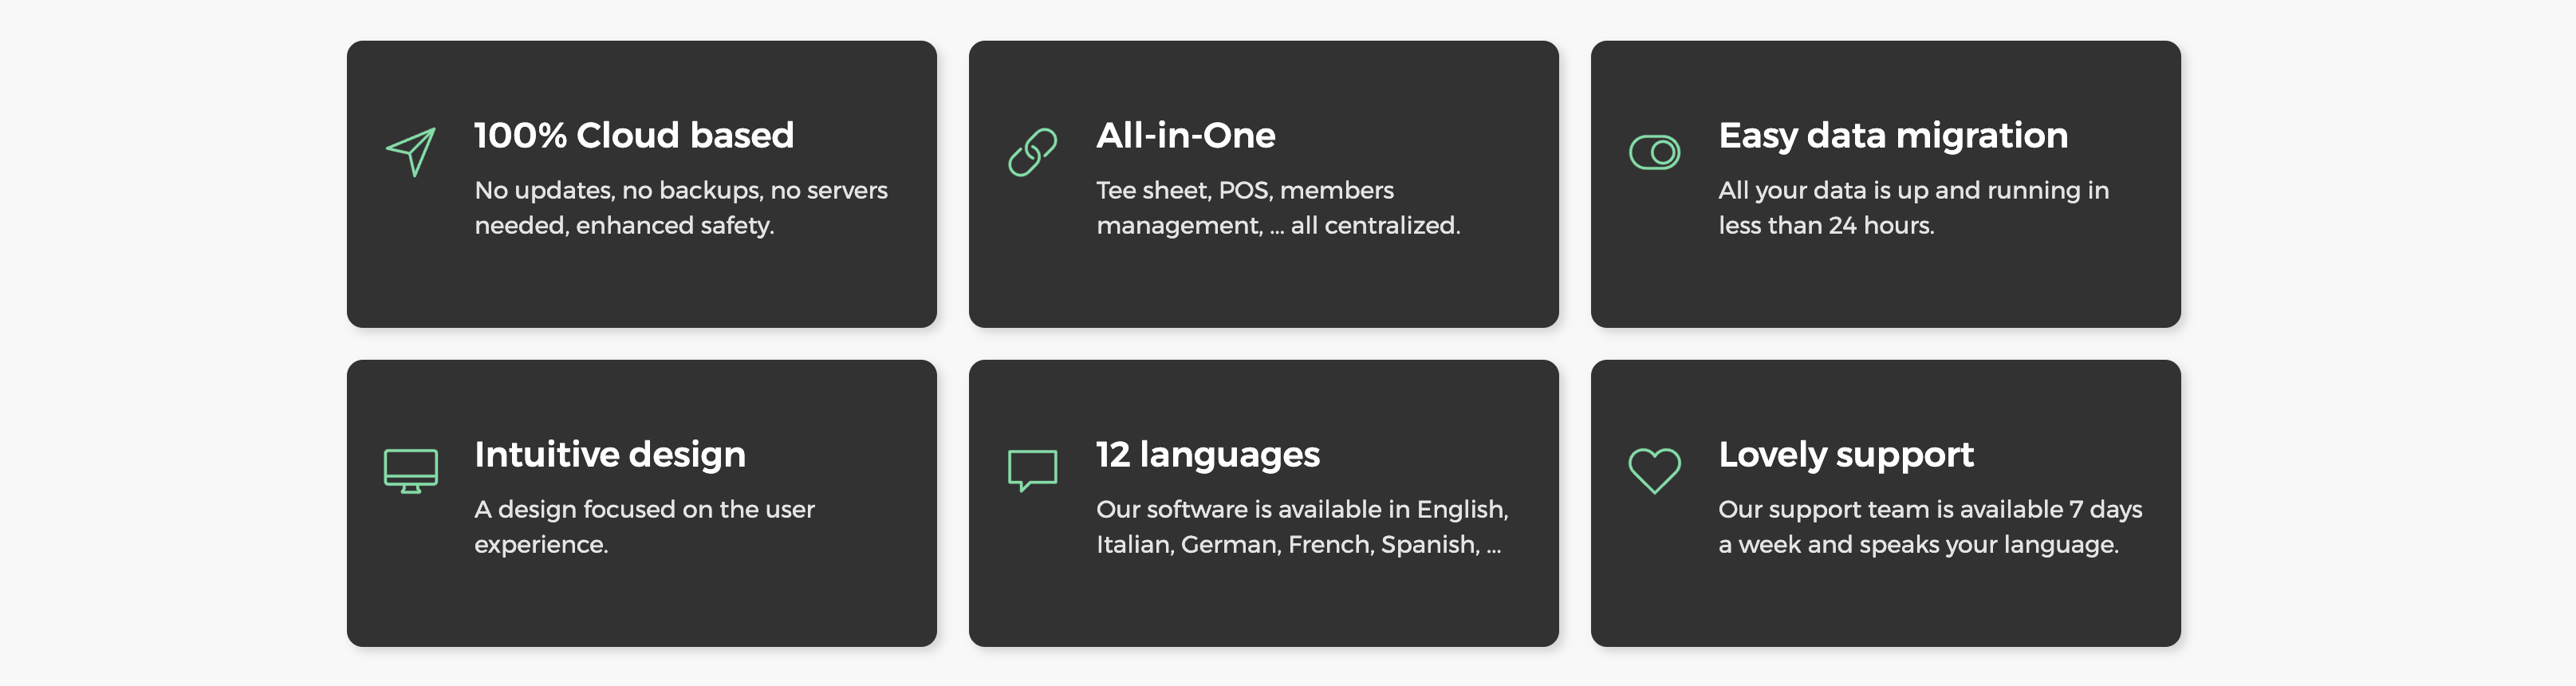 100% Cloud based
No updates, no backups, no servers
needed, enhanced safety.
All-in-One
Tee sheet, POS, members
management, ... all centralized.
Easy data migration
All your data is up and running in
less than 24 hours.
Intuitive design
A design focused on the user
experience.
12 languages
Our software is available in English,
Italian, German, French, Spanish, ...
Lovely support
Our support team is available 7 days
a week and speaks your language.